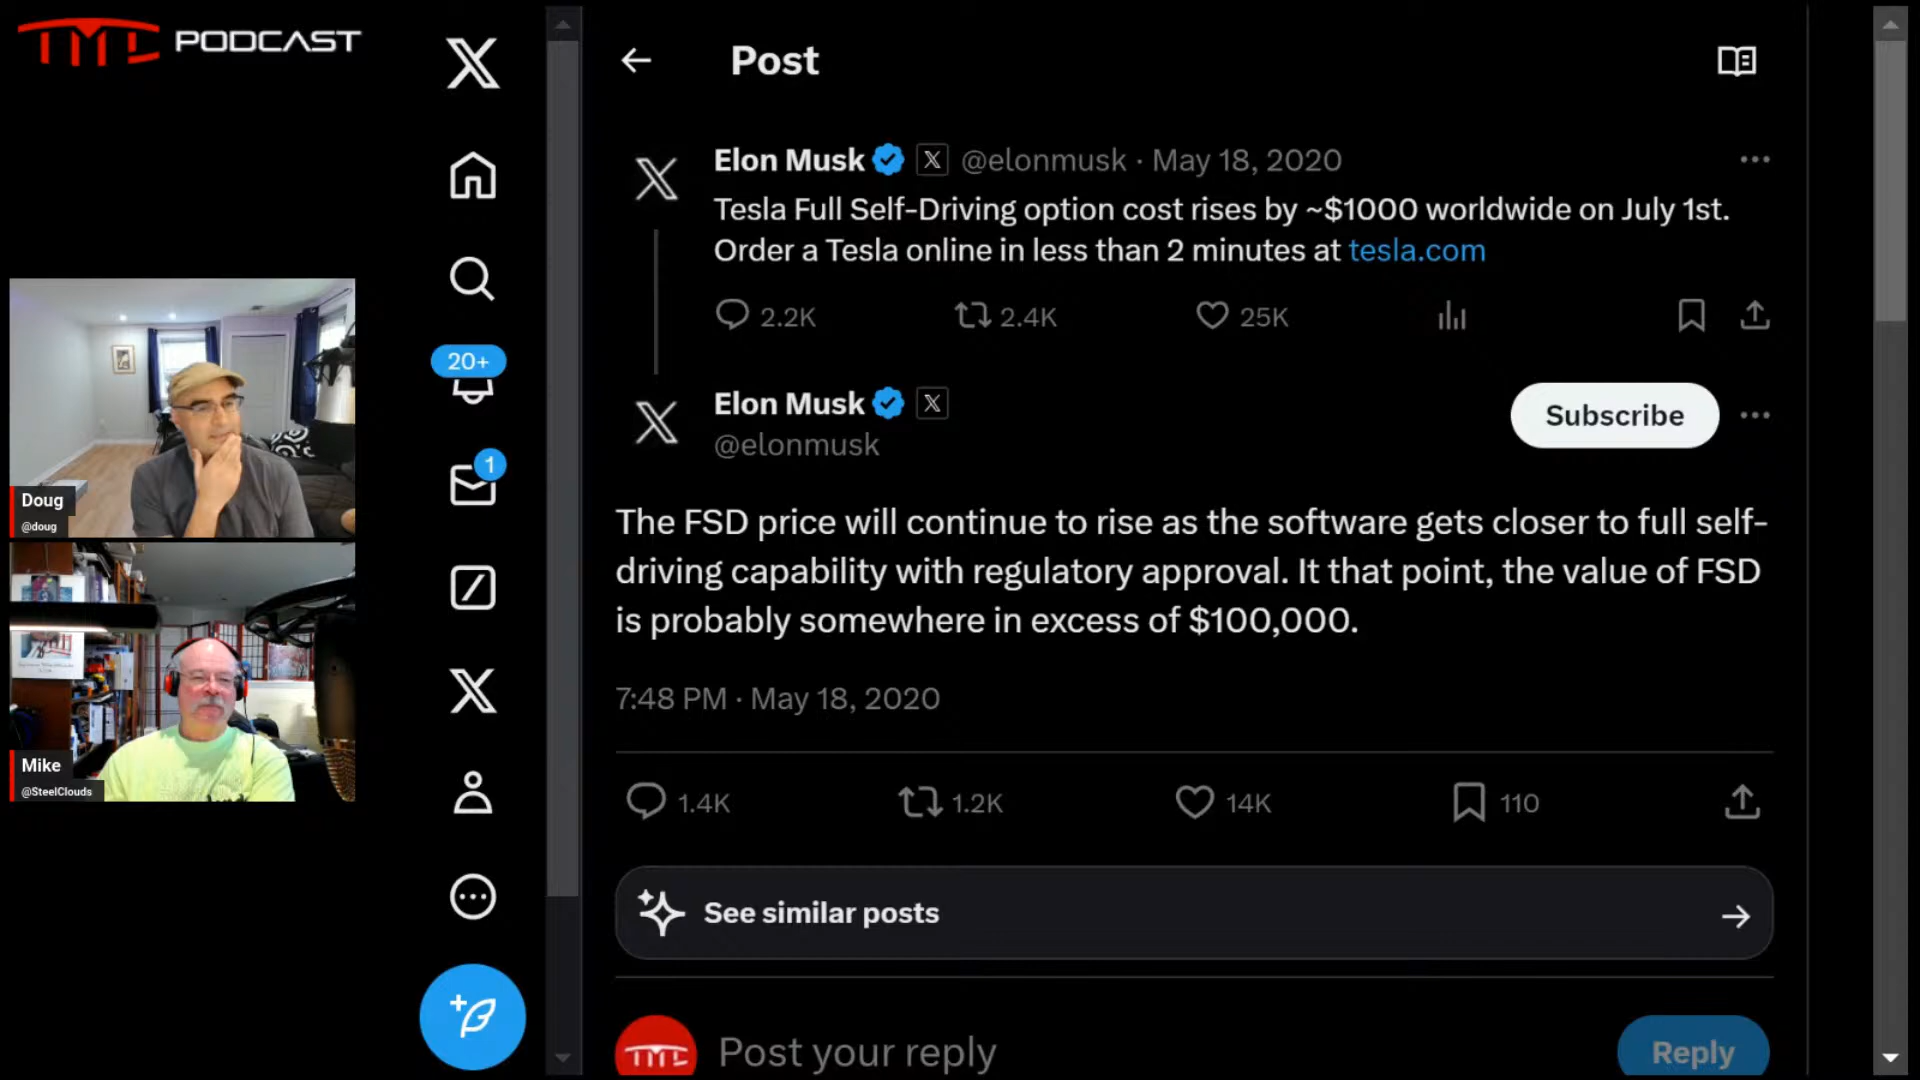 TMC PODCAST
Post
Elon Musk @elonmusk · May 18, 2020
Tesla Full Self-Driving option cost rises by ~$1000 worldwide on July 1st.
Order a Tesla online in less than 2 minutes at tesla.com
2.2K 2.4K 25K
20+
Elon Musk
@elonmusk
Subscribe
1
Doug
@doug
The FSD price will continue to rise as the software gets closer to full self-
driving capability with regulatory approval. It that point, the value of FSD
is probably somewhere in excess of $100,000.
7:48 PM · May 18, 2020
Mike
@SteelClouds
1.4K 1.2K 14K 110
See similar posts
TMC
Post your reply
Reply